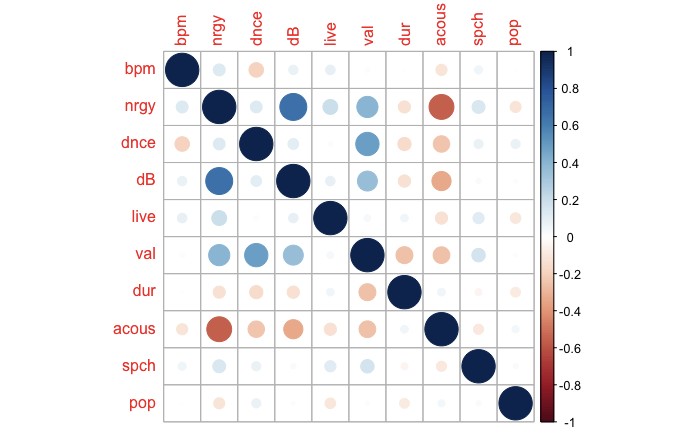 bpm nrgy dnce dB live val dur acous spch pop
bpm
nrgy
dnce
dB
live
val
dur
acous
spch
pop
1
0.8
0.6
0.4
0.2
0
-0.2
-0.4
-0.6
-0.8
-1